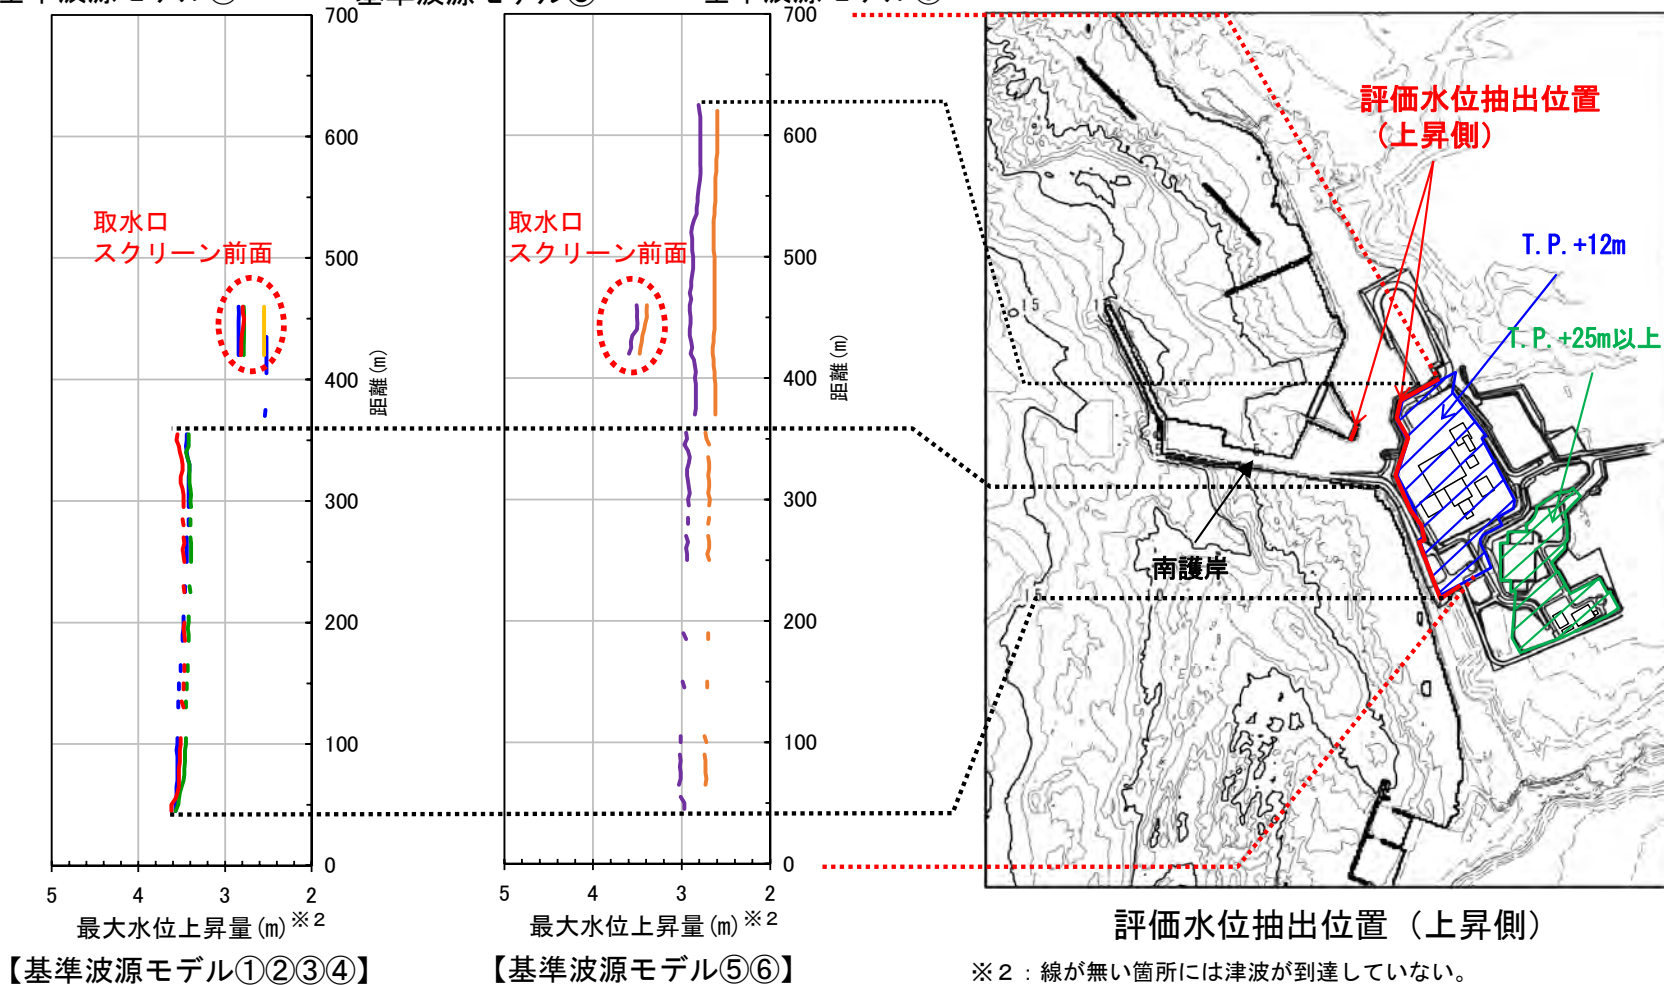 700
600
500
400
300
200
100
0
距離(m)
取水口
スクリーン前面
5 4 3 2
最大水位上昇量(m)※2
【基準波源モデル①②③④】
700
600
500
400
300
200
100
0
距離(m)
取水口
スクリーン前面
5 4 3 2
最大水位上昇量(m)※2
【基準波源モデル⑤⑥】
評価水位抽出位置
(上昇側)
T.P.+12m
T.P.+25m以上
15
南護岸
評価水位抽出位置(上昇側)
※2:線が無い箇所には津波が到達していない。